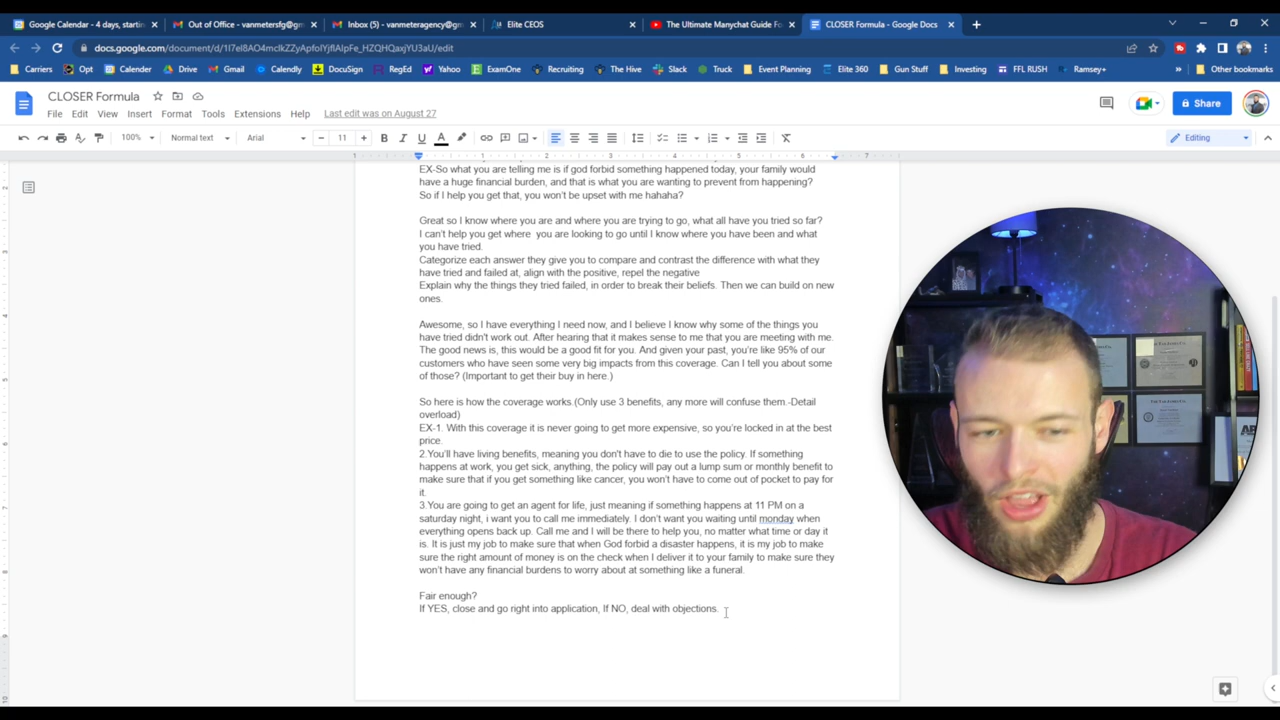 Google Calendar - 4 days, startin
Out of Office - vanmetersfg@gm
Inbox (5) - vanmeteragency@gm
Elite CEOS
The Ultimate Manychat Guide Fo
CLOSER Formula - Google Docs
docs.google.com/document/d/
/edit
Carriers
Opt
Calender
Drive
Gmail
Calendly
DocuSign
RegEd
Yahoo
ExamOne
Recruiting
The Hive
Slack
Truck
Event Planning
Elite 360
Gun Stuff
Investing
FFL RUSH
Ramsey+
Other bookmarks
CLOSER Formula
File Edit View Insert Format Tools Extensions Help Last edit was on August 27
Share
100% Normal text Arial 11
Editing
EX-So what you are telling me is if god forbid something happened today, your family would
have a huge financial burden, and that is what you are wanting to prevent from happening?
So if I help you get that, you won't be upset with me hahaha?
Great so I know where you are and where you are trying to go, what all have you tried so far?
I can't help you get where you are looking to go until I know where you have been and what
you have tried.
Categorize each answer they give you to compare and contrast the difference with what they
have tried and failed at, align with the positive, repel the negative
Explain why the things they tried failed, in order to break their beliefs. Then we can build on new
ones.
Awesome, so I have everything I need now, and I believe I know why some of the things you
have tried didn't work out. After hearing that it makes sense to me that you are meeting with me.
The good news is, this would be a good fit for you. And given your past, you're like 95% of our
customers who have seen some very big impacts from this coverage. Can I tell you about some
of those? (Important to get their buy in here.)
So here is how the coverage works.(Only use 3 benefits, any more will confuse them.-Detail
overload)
EX-1. With this coverage it is never going to get more expensive, so you're locked in at the best
price.
2.You'll have living benefits, meaning you don't have to die to use the policy. If something
happens at work, you get sick, anything, the policy will pay out a lump sum or monthly benefit to
make sure that if you get something like cancer, you won't have to come out of pocket to pay for
it.
3.You are going to get an agent for life, just meaning if something happens at 11 PM on a
saturday night, i want you to call me immediately. I don't want you waiting until monday when
everything opens back up. Call me and I will be there to help you, no matter what time or day it
is. It is just my job to make sure that when God forbid a disaster happens, it is my job to make
sure the right amount of money is on the check when I deliver it to your family to make sure they
won't have any financial burdens to worry about at something like a funeral.
Fair enough?
If YES, close and go right into application, If NO, deal with objections.